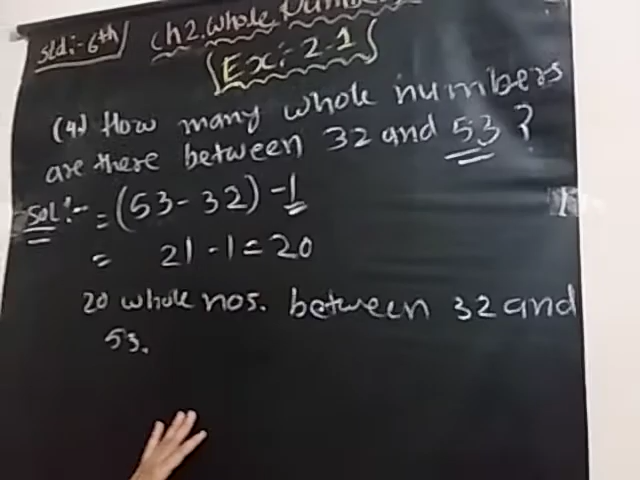 Std:- 6th
Ch2. Whole Numbers
Ex:- 2.1
(4) How many whole numbers
are there between 32 and 53?
Sol:- = (53 - 32) - 1
= 21 - 1 = 20
20 whole nos. between 32 and
53.